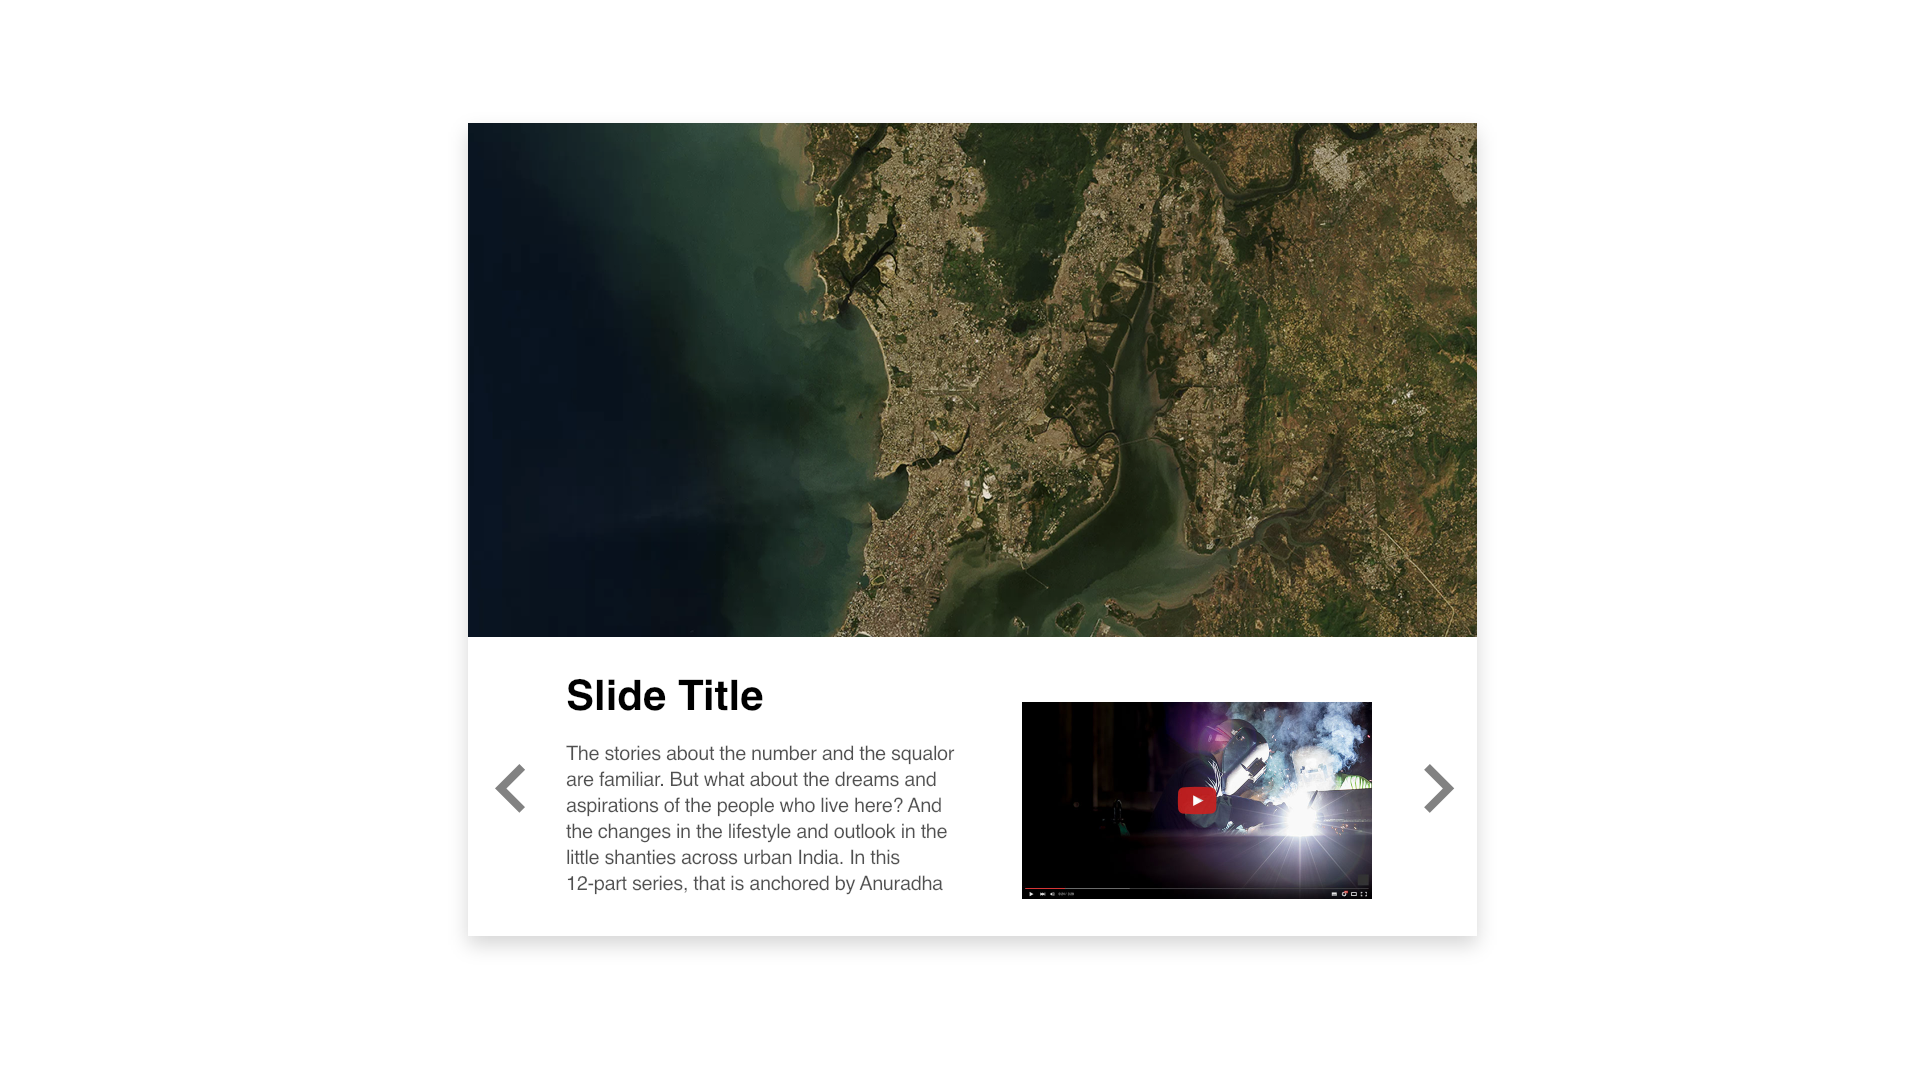 Slide Title
The stories about the number and the squalor
are familiar. But what about the dreams and
aspirations of the people who live here? And
the changes in the lifestyle and outlook in the
little shanties across urban India. In this
12-part series, that is anchored by Anuradha